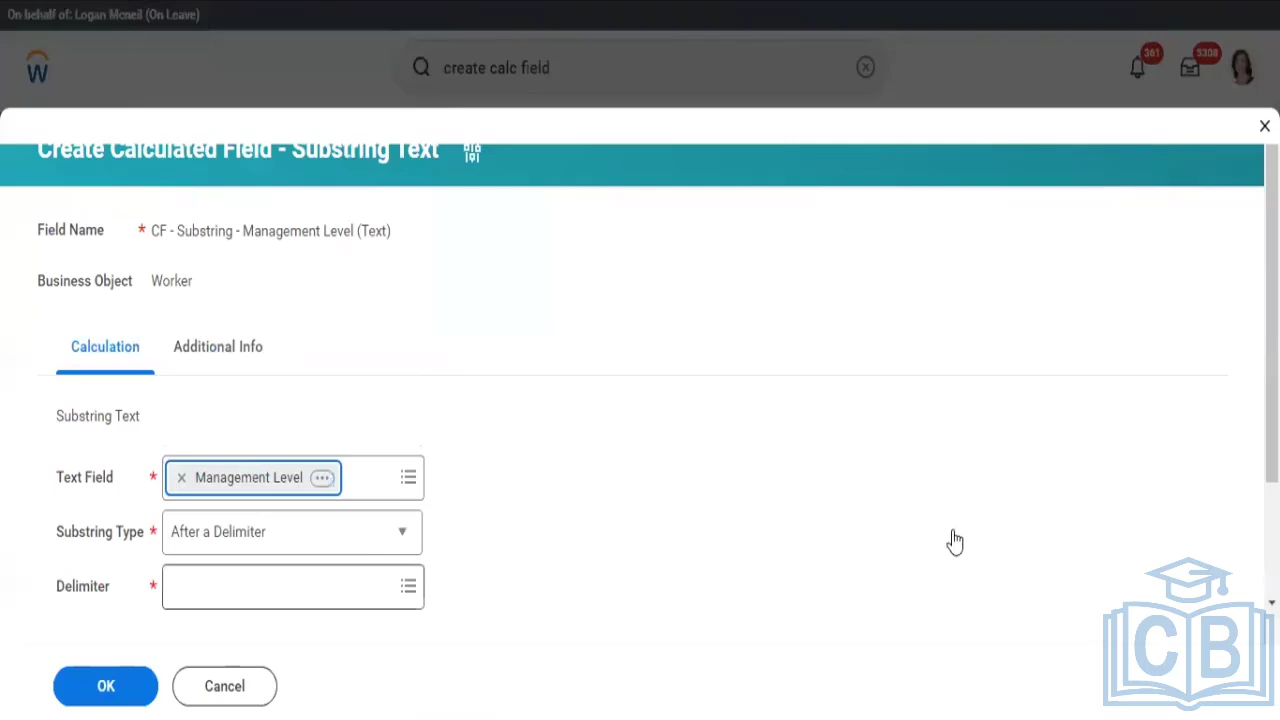 On behalf of: Logan Mcneil (On Leave)
W
create calc field
361
5308
Create Calculated Field - Substring Text
Field Name * CF - Substring - Management Level (Text)
Business Object Worker
Calculation Additional Info
Substring Text
Text Field * × Management Level
Substring Type * After a Delimiter
Delimiter *
OK Cancel
CB